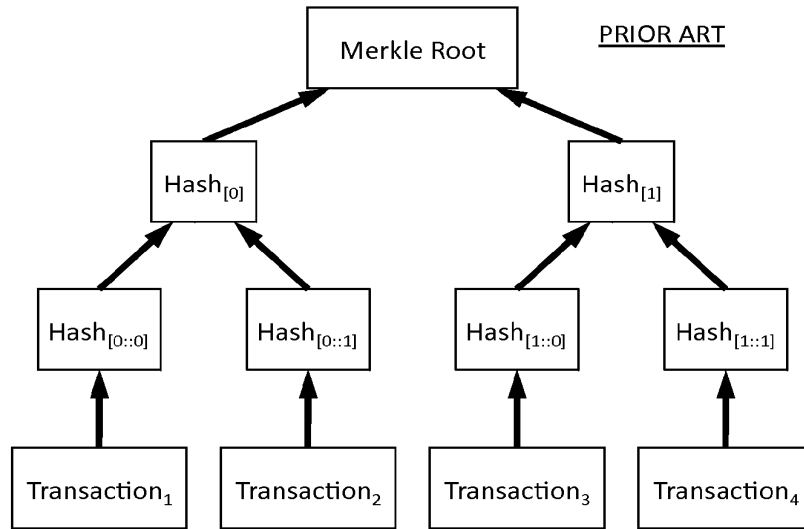 PRIOR ART
Merkle Root
Hash[0]
Hash[1]
Hash[0::0]
Hash[0::1]
Hash[1::0]
Hash[1::1]
Transaction1
Transaction2
Transaction3
Transaction4